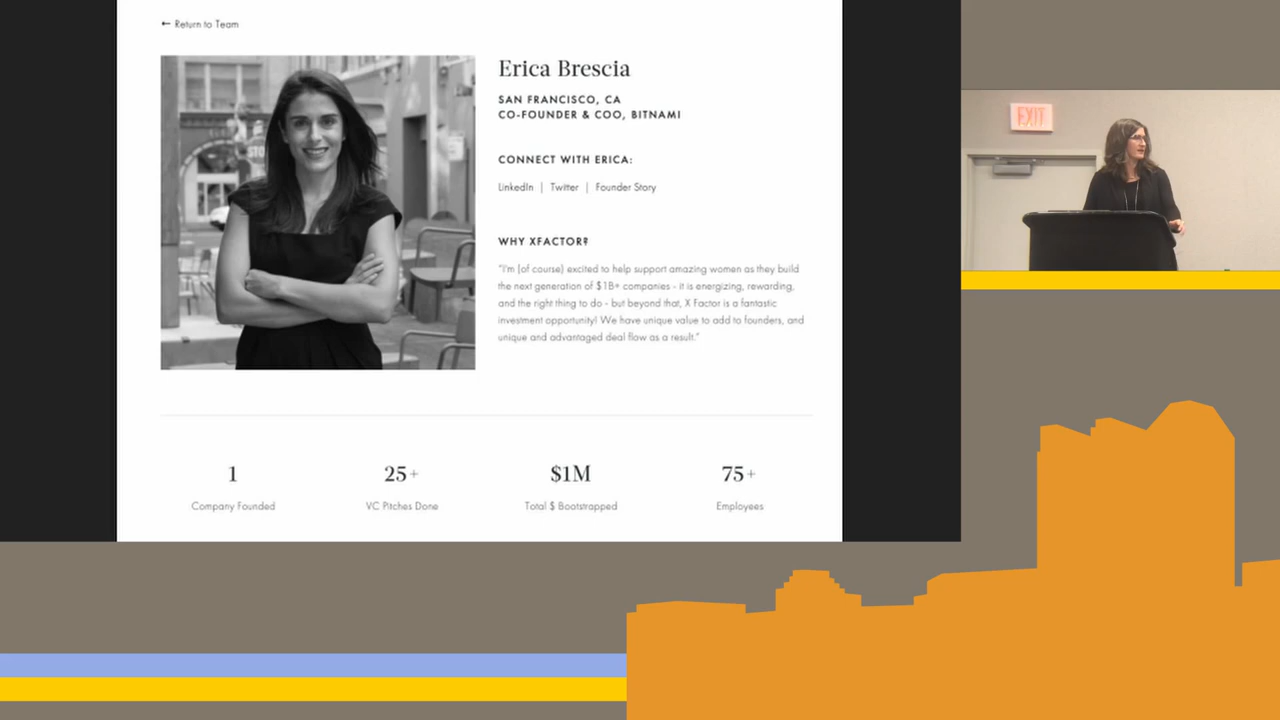 ← Return to Team
Erica Brescia
SAN FRANCISCO, CA
CO-FOUNDER & COO, BITNAMI
CONNECT WITH ERICA:
LinkedIn | Twitter | Founder Story
WHY XFACTOR?
"I'm (of course) excited to help support amazing women as they build
the next generation of $1B+ companies - it is energizing, rewarding,
and the right thing to do - but beyond that, X Factor is a fantastic
investment opportunity! We have unique value to add to founders, and
unique and advantaged deal flow as a result."
1
25+
$1M
75+
Company Founded
VC Pitches Done
Total $ Bootstrapped
Employees
EXIT
STO